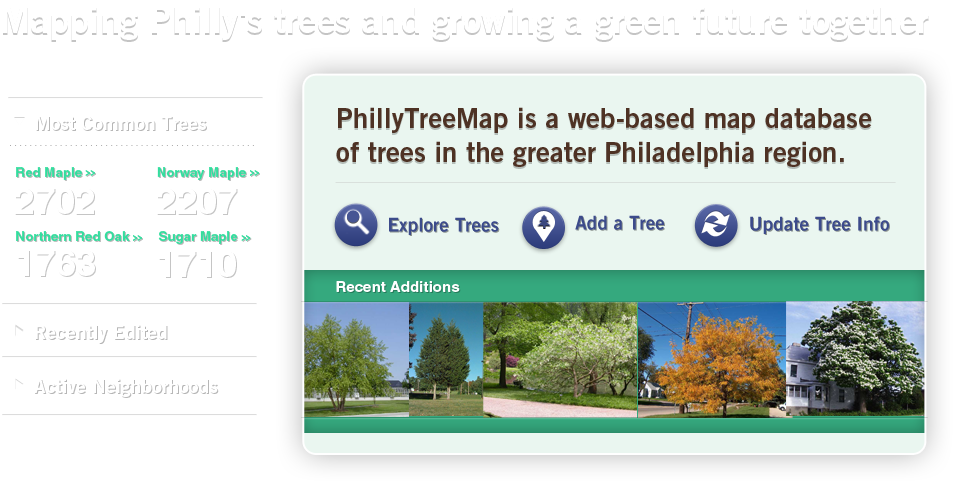 Mapping Philly's trees and growing a green future together
Most Common Trees
Red Maple »
Norway Maple »
2702
2207
Northern Red Oak »
Sugar Maple »
1763
1710
Recently Edited
Active Neighborhoods
PhillyTreeMap is a web-based map database
of trees in the greater Philadelphia region.
Explore Trees
Add a Tree
Update Tree Info
Recent Additions